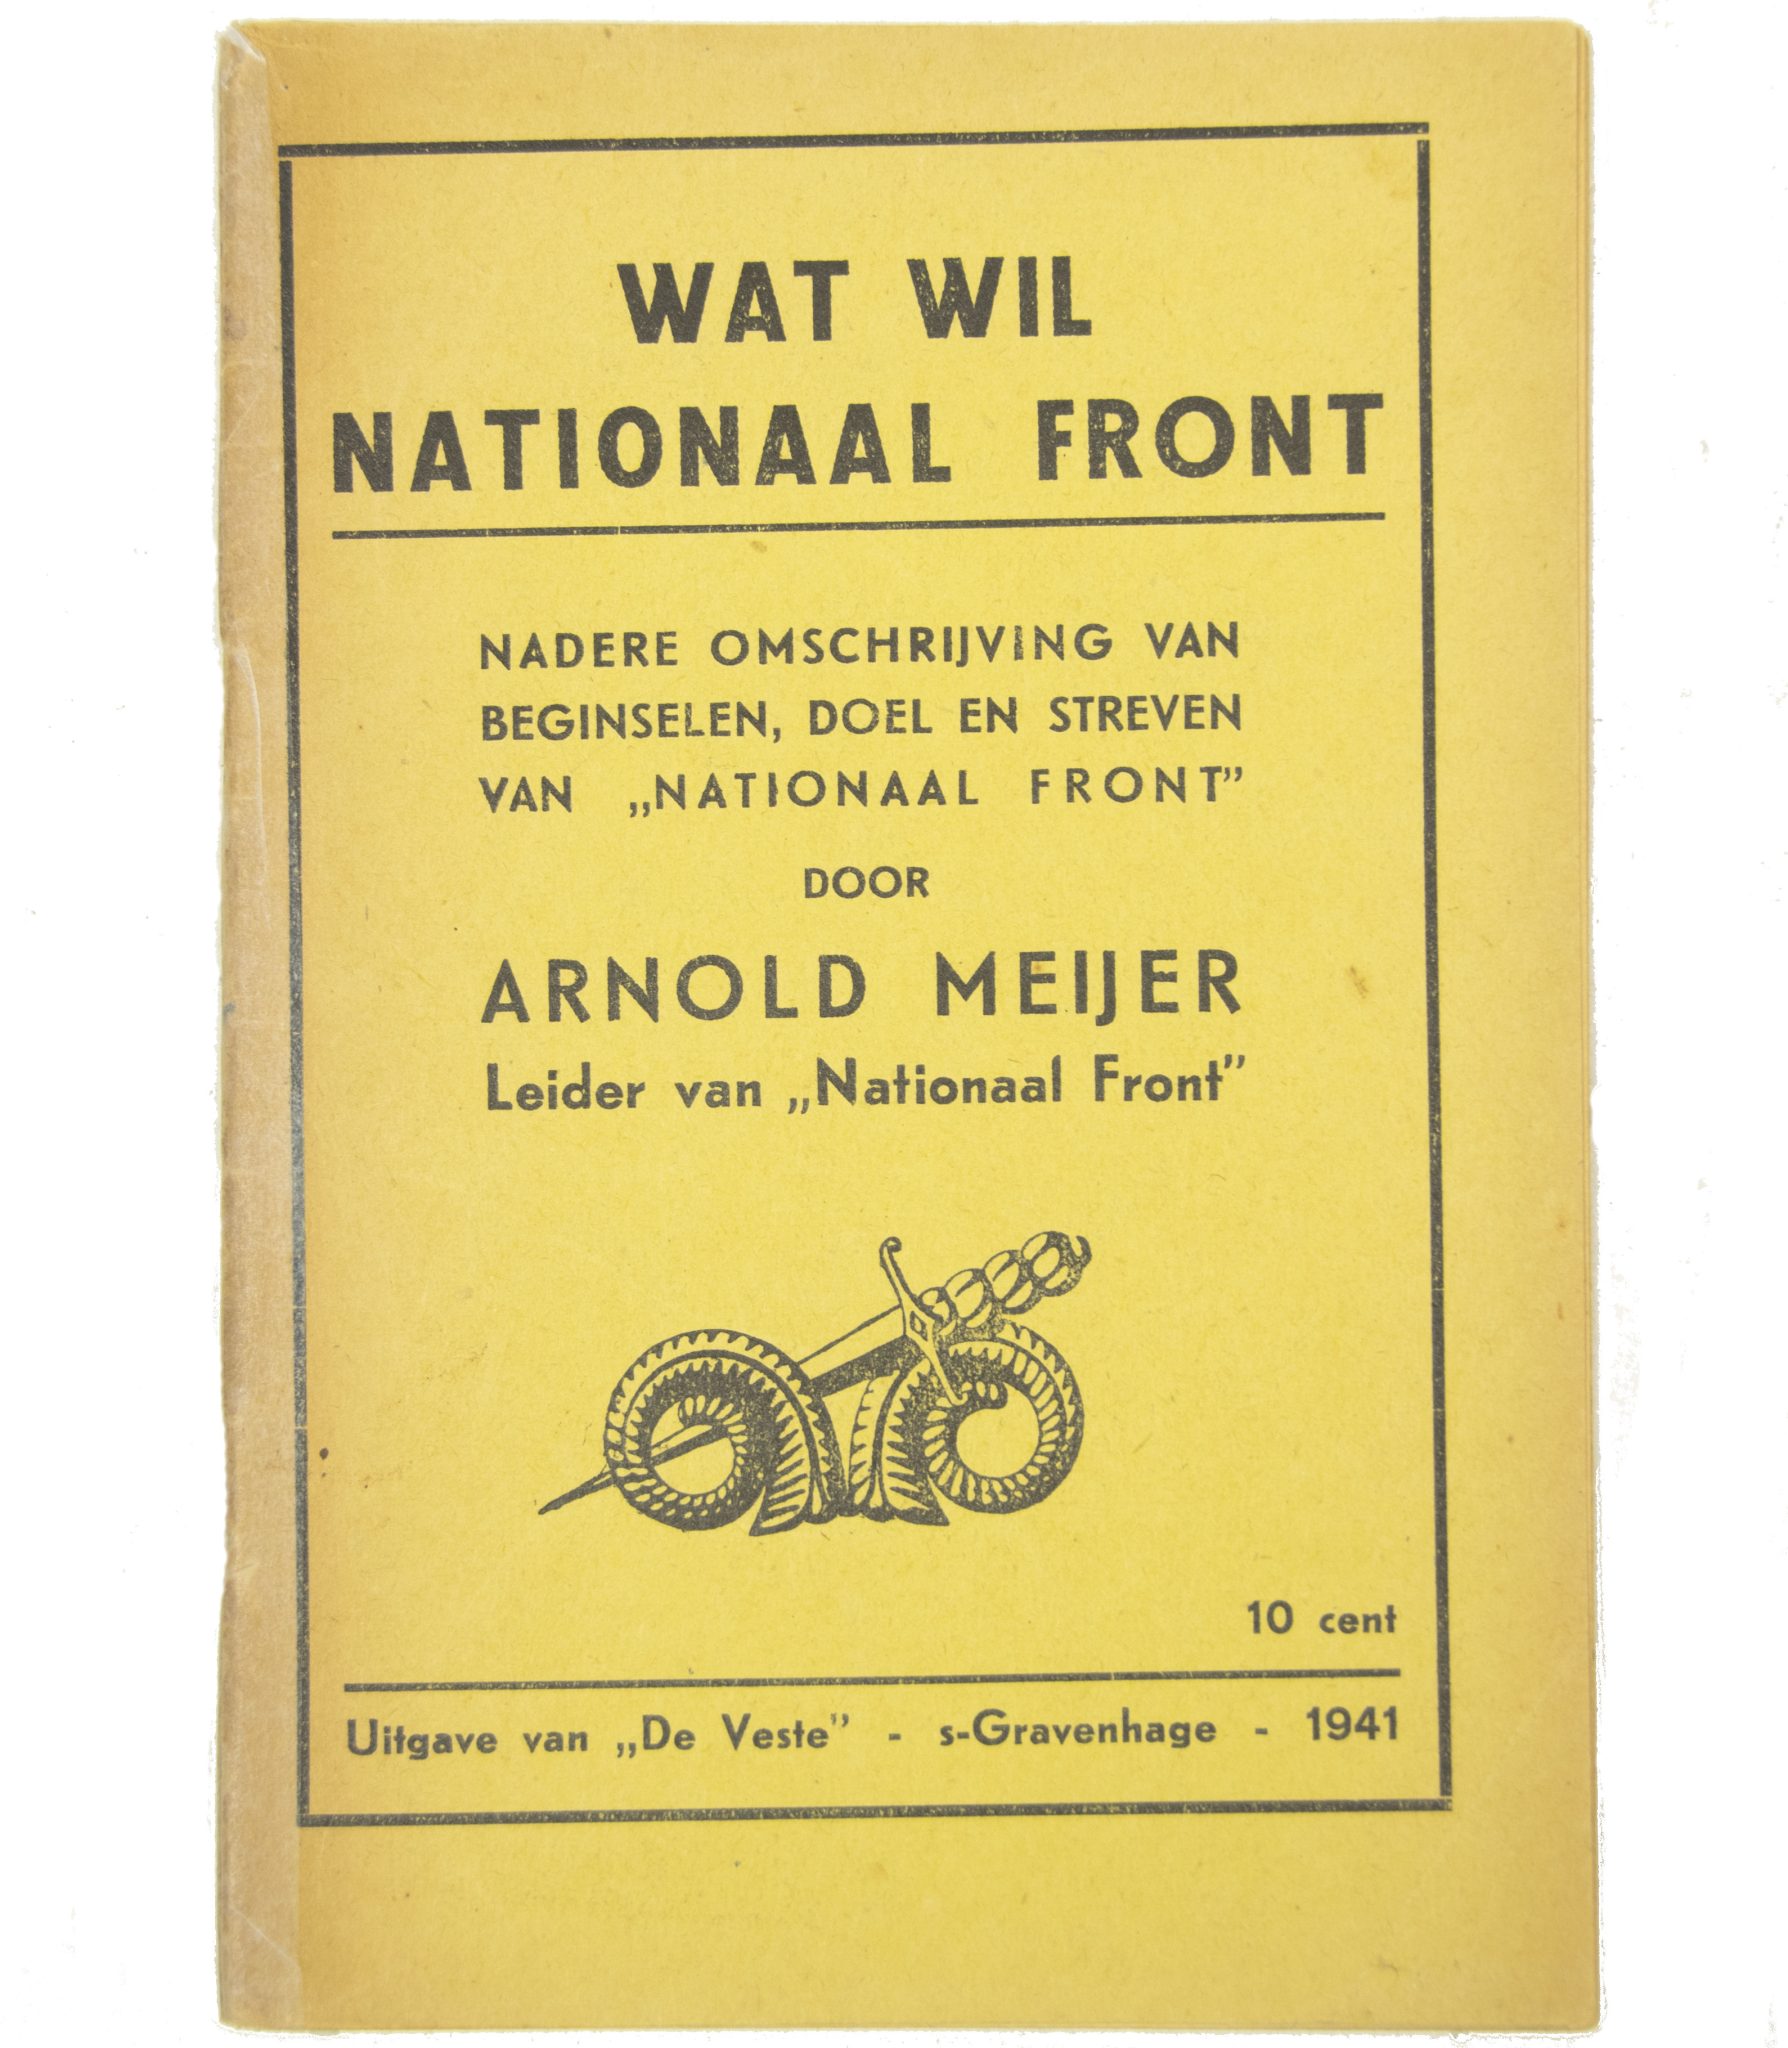 WAT WIL
NATIONAAL FRONT
NADERE OMSCHRIJVING VAN
BEGINSELEN, DOEL EN STREVEN
VAN „NATIONAAL FRONT”
DOOR
ARNOLD MEIJER
Leider van „Nationaal Front”
10 cent
Uitgave van „De Veste” - s-Gravenhage - 1941